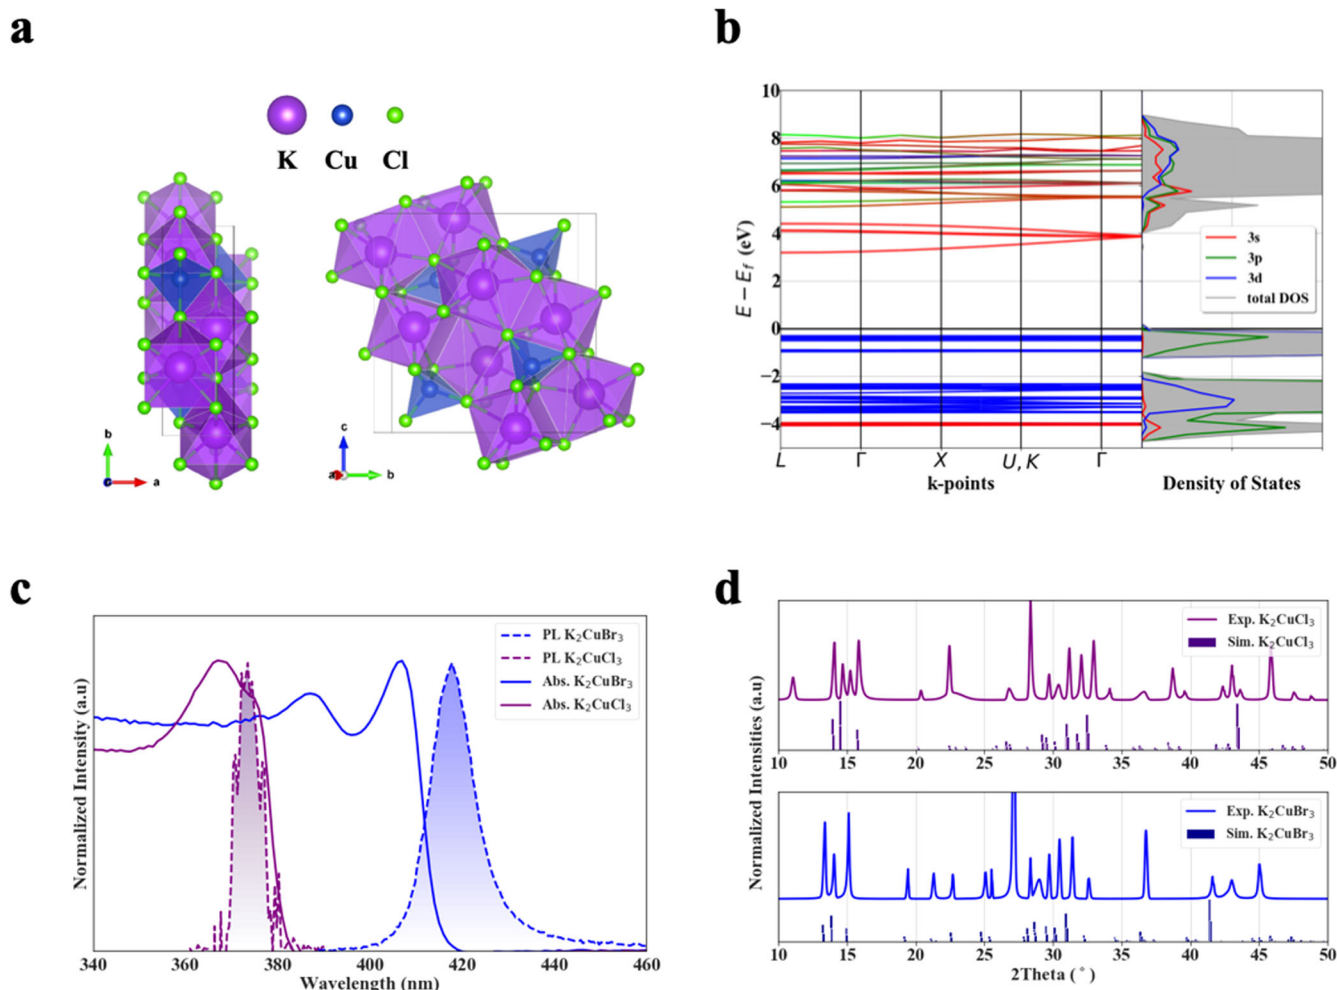 a
K Cu Cl
b
a
c
c
a
b
b
10
8
6
4
2
0
−2
−4
E − E_f (eV)
3s
3p
3d
total DOS
L Γ X U, K Γ
k-points
Density of States
c
Normalized Intensity (a.u)
PL K₂CuBr₃
PL K₂CuCl₃
Abs. K₂CuBr₃
Abs. K₂CuCl₃
340 360 380 400 420 440 460
Wavelength (nm)
d
Normalized Intensities (a.u)
Exp. K₂CuCl₃
Sim. K₂CuCl₃
10 15 20 25 30 35 40 45 50
Exp. K₂CuBr₃
Sim. K₂CuBr₃
10 15 20 25 30 35 40 45 50
2Theta (°)